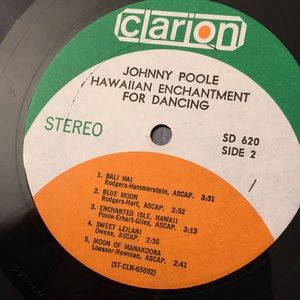 clarion
JOHNNY POOLE
HAWAIIAN ENCHANTMENT
FOR DANCING
STEREO
SD 620
SIDE 2
1. BALI HAI
Rodgers-Hammerstein, ASCAP. 3:31
2. BLUE MOON
Rodgers-Hart, ASCAP. 2:52
3. ENCHANTED ISLE, HAWAII
Poole-Erhart-Giles, ASCAP. 3:13
4. SWEET LEILANI
Owens, ASCAP. 2:36
5. MOON OF MANAKOORA
Loesser-Newman, ASCAP. 2:41
(ST-CLN-65692)